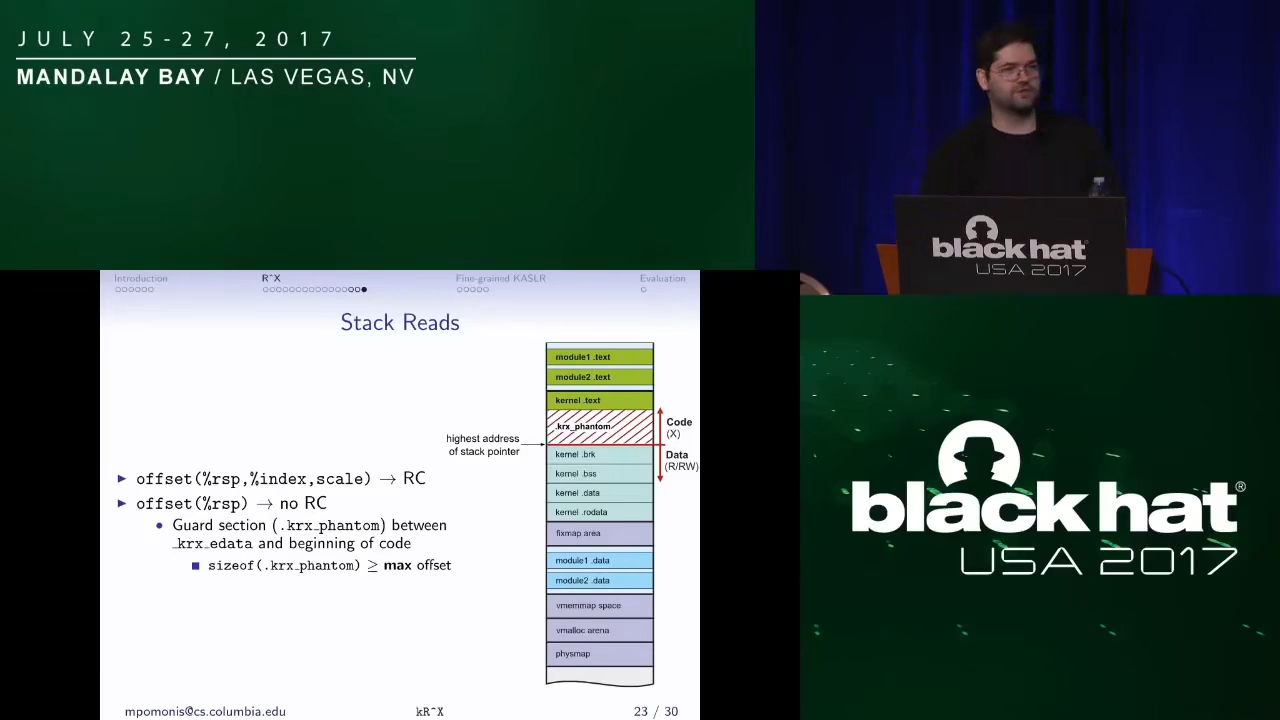 JULY 25-27, 2017
MANDALAY BAY / LAS VEGAS, NV
black hat
USA 2017
Introduction
R^X
Fine-grained KASLR
Evaluation
Stack Reads
▶ offset(%rsp,%index,scale) → RC
▶ offset(%rsp) → no RC
• Guard section (.krx_phantom) between
_krx_edata and beginning of code
■ sizeof(.krx_phantom) ≥ max offset
module1 .text
module2 .text
kernel .text
.krx_phantom
highest address
of stack pointer
Code
(X)
Data
(R/RW)
kernel .brk
kernel .bss
kernel .data
kernel .rodata
fixmap area
module1 .data
module2 .data
vmemmap space
vmalloc arena
physmap
mpomonis@cs.columbia.edu
kR^X
23 / 30
black hat®
USA 2017